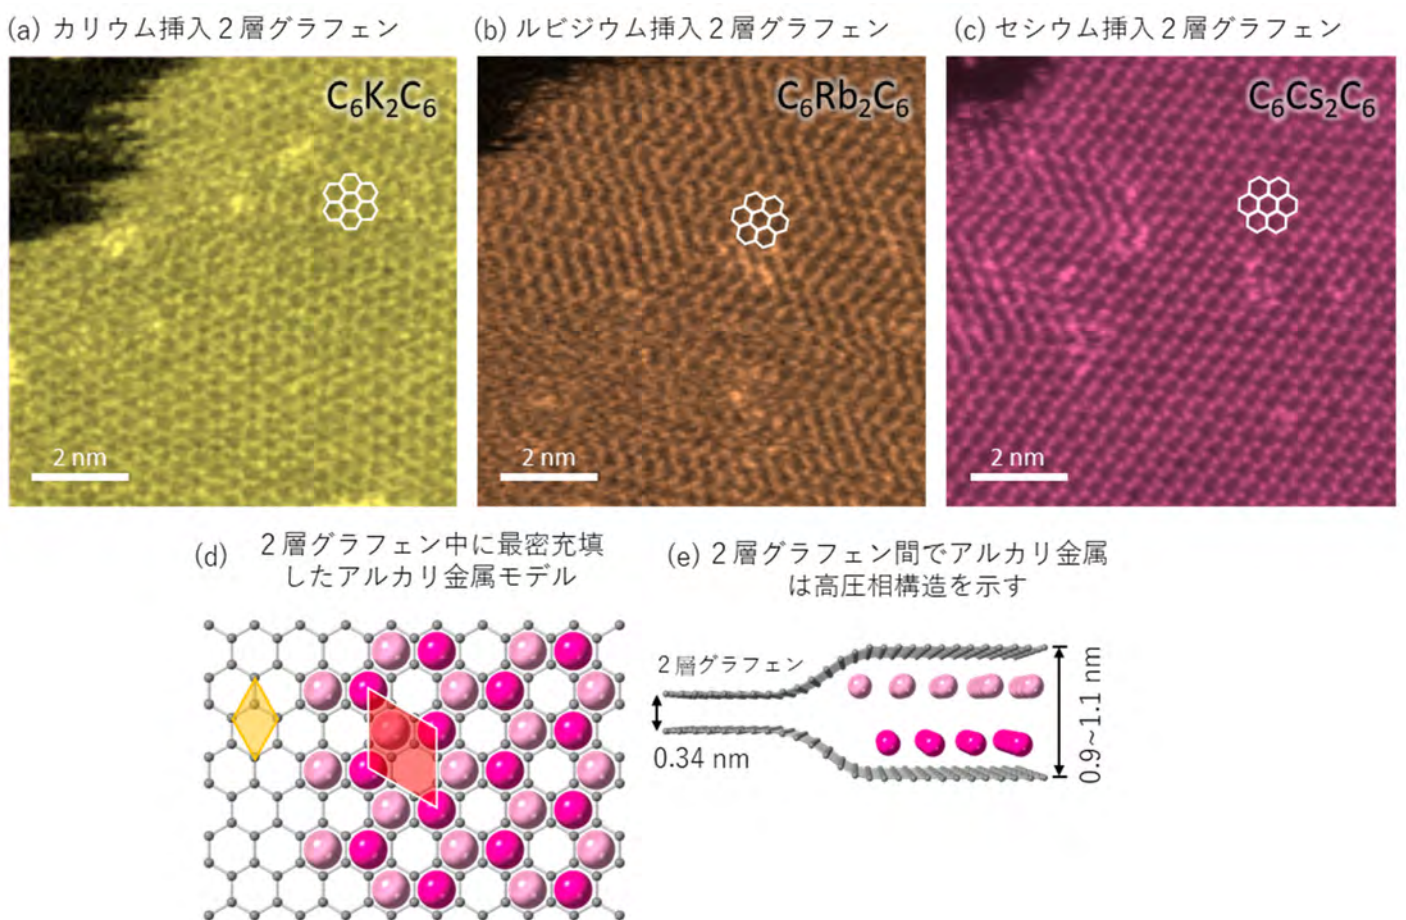 (a) カリウム挿入２層グラフェン
(b) ルビジウム挿入２層グラフェン
(c) セシウム挿入２層グラフェン
C₆K₂C₆
C₆Rb₂C₆
C₆Cs₂C₆
2 nm
2 nm
2 nm
(d) ２層グラフェン中に最密充填
したアルカリ金属モデル
(e) ２層グラフェン間でアルカリ金属
は高圧相構造を示す
２層グラフェン
0.34 nm
0.9~1.1 nm